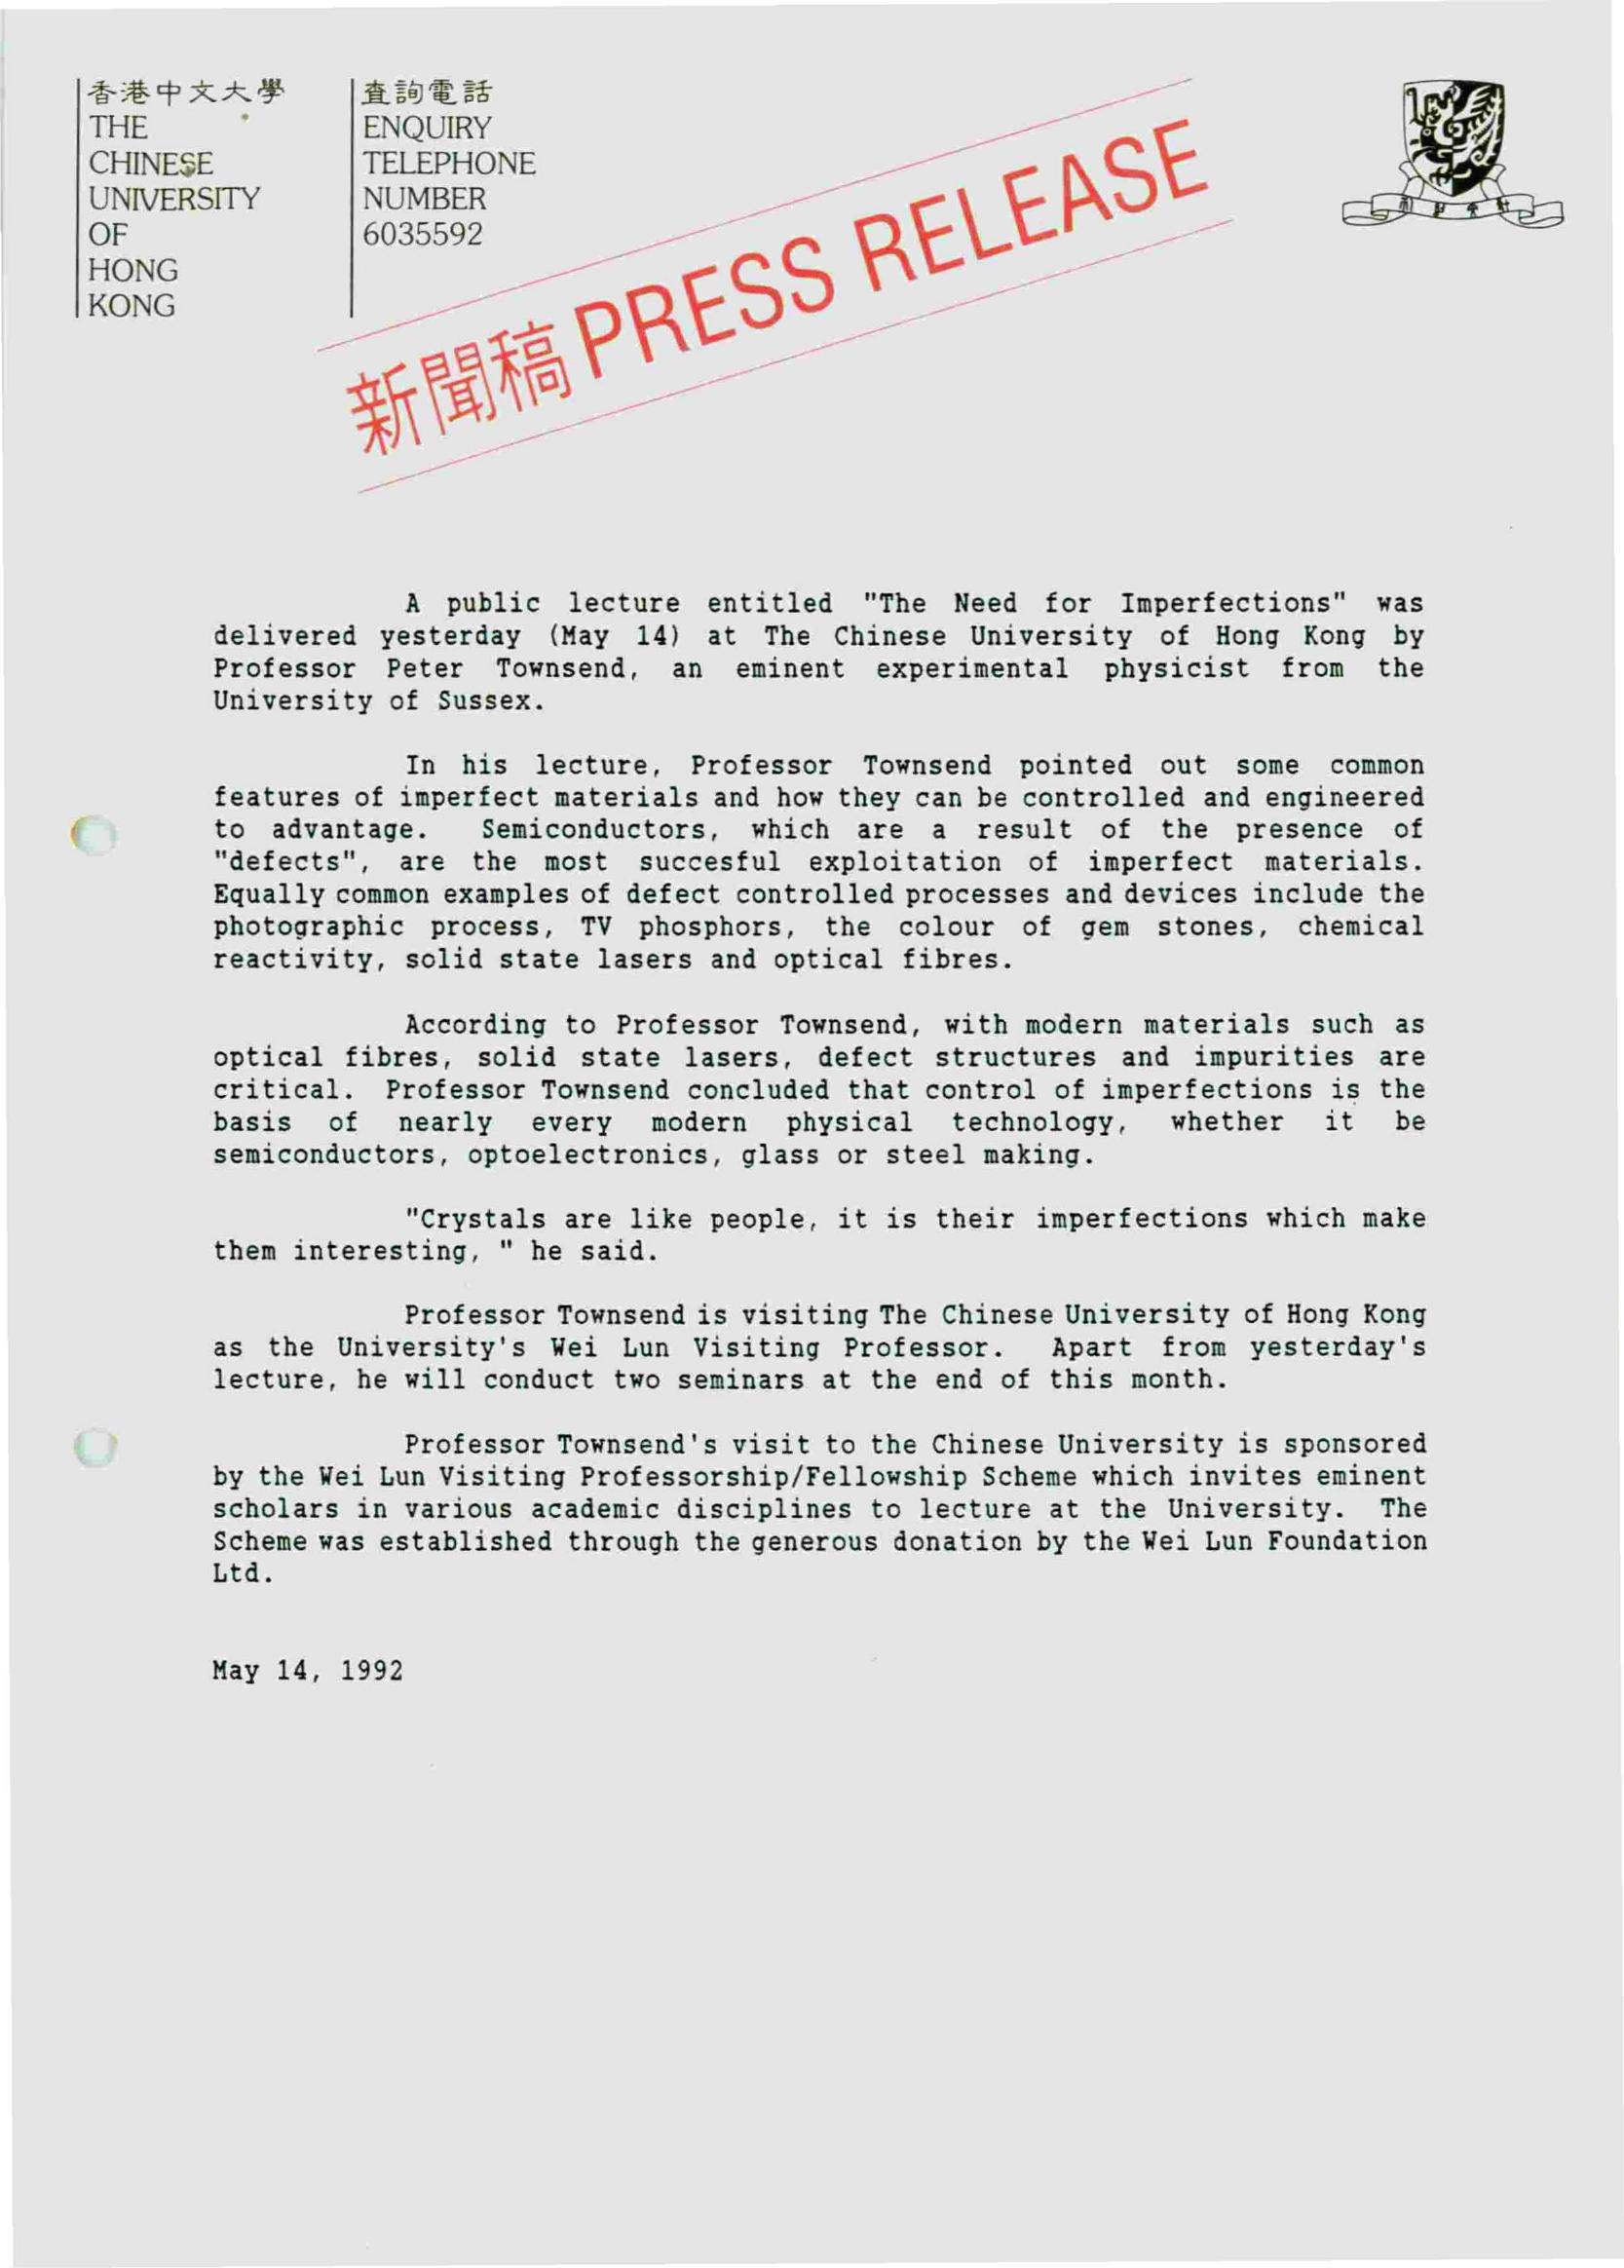 香港中文大學
THE
CHINESE
UNIVERSITY
OF
HONG
KONG
查詢電話
ENQUIRY
TELEPHONE
NUMBER
6035592
新聞稿 PRESS RELEASE
A public lecture entitled "The Need for Imperfections" was
delivered yesterday (May 14) at The Chinese University of Hong Kong by
Professor Peter Townsend, an eminent experimental physicist from the
University of Sussex.
In his lecture, Professor Townsend pointed out some common
features of imperfect materials and how they can be controlled and engineered
to advantage. Semiconductors, which are a result of the presence of
"defects", are the most succesful exploitation of imperfect materials.
Equally common examples of defect controlled processes and devices include the
photographic process, TV phosphors, the colour of gem stones, chemical
reactivity, solid state lasers and optical fibres.
According to Professor Townsend, with modern materials such as
optical fibres, solid state lasers, defect structures and impurities are
critical. Professor Townsend concluded that control of imperfections is the
basis of nearly every modern physical technology, whether it be
semiconductors, optoelectronics, glass or steel making.
"Crystals are like people, it is their imperfections which make
them interesting, " he said.
Professor Townsend is visiting The Chinese University of Hong Kong
as the University's Wei Lun Visiting Professor. Apart from yesterday's
lecture, he will conduct two seminars at the end of this month.
Professor Townsend's visit to the Chinese University is sponsored
by the Wei Lun Visiting Professorship/Fellowship Scheme which invites eminent
scholars in various academic disciplines to lecture at the University. The
Scheme was established through the generous donation by the Wei Lun Foundation
Ltd.
May 14, 1992